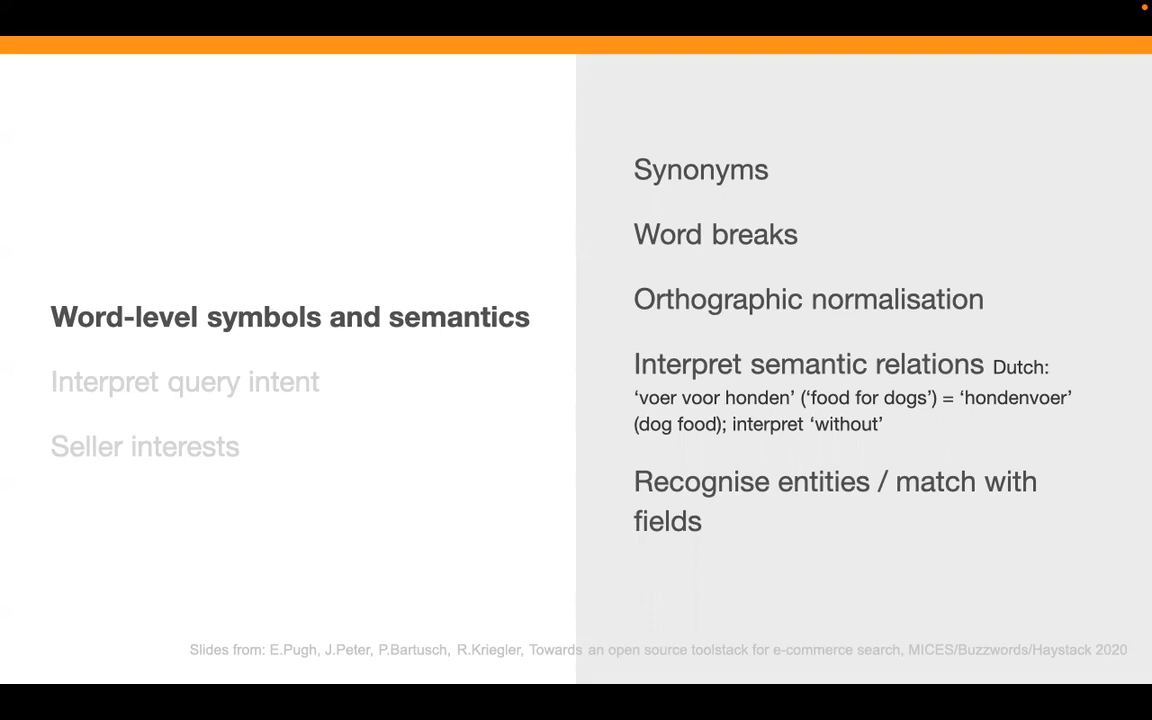 Word-level symbols and semantics
Interpret query intent
Seller interests
Synonyms
Word breaks
Orthographic normalisation
Interpret semantic relations Dutch:
‘voer voor honden’ (‘food for dogs’) = ‘hondenvoer’
(dog food); interpret ‘without’
Recognise entities / match with
fields
Slides from: E.Pugh, J.Peter, P.Bartusch, R.Kriegler, Towards an open source toolstack for e-commerce search, MICES/Buzzwords/Haystack 2020